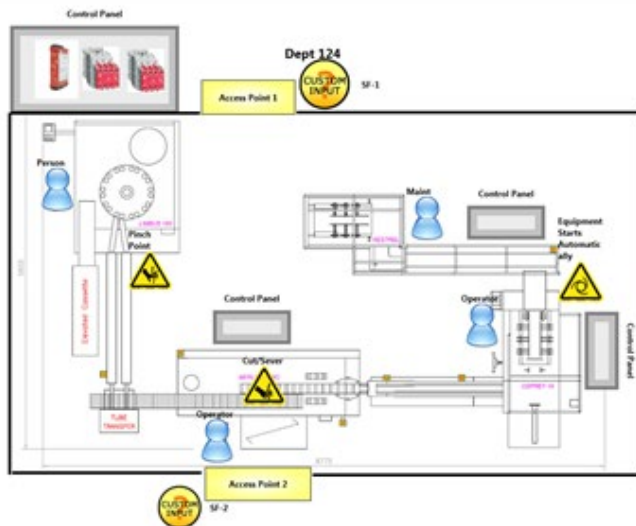 Control Panel
Dept 124
CUSTOM
INPUT
SF-1
Access Point 1
Person
Pinch
Point
Maint
Control Panel
Equipment
Starts
Automatic
ally
Elevated Cassette
Operator
Control Panel
Control Panel
Cut/Sever
TUBE
TRANSFER
Operator
Access Point 2
CUSTOM
INPUT
SF-2